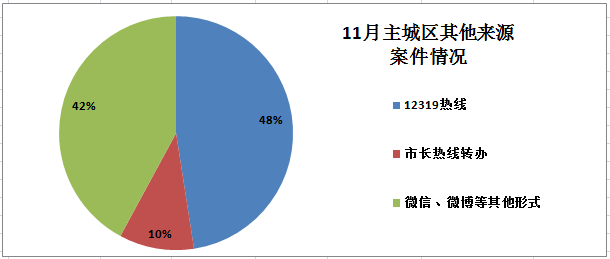 11月主城区其他来源
案件情况
42%
48%
10%
12319热线
市长热线转办
微信、微博等其他形式